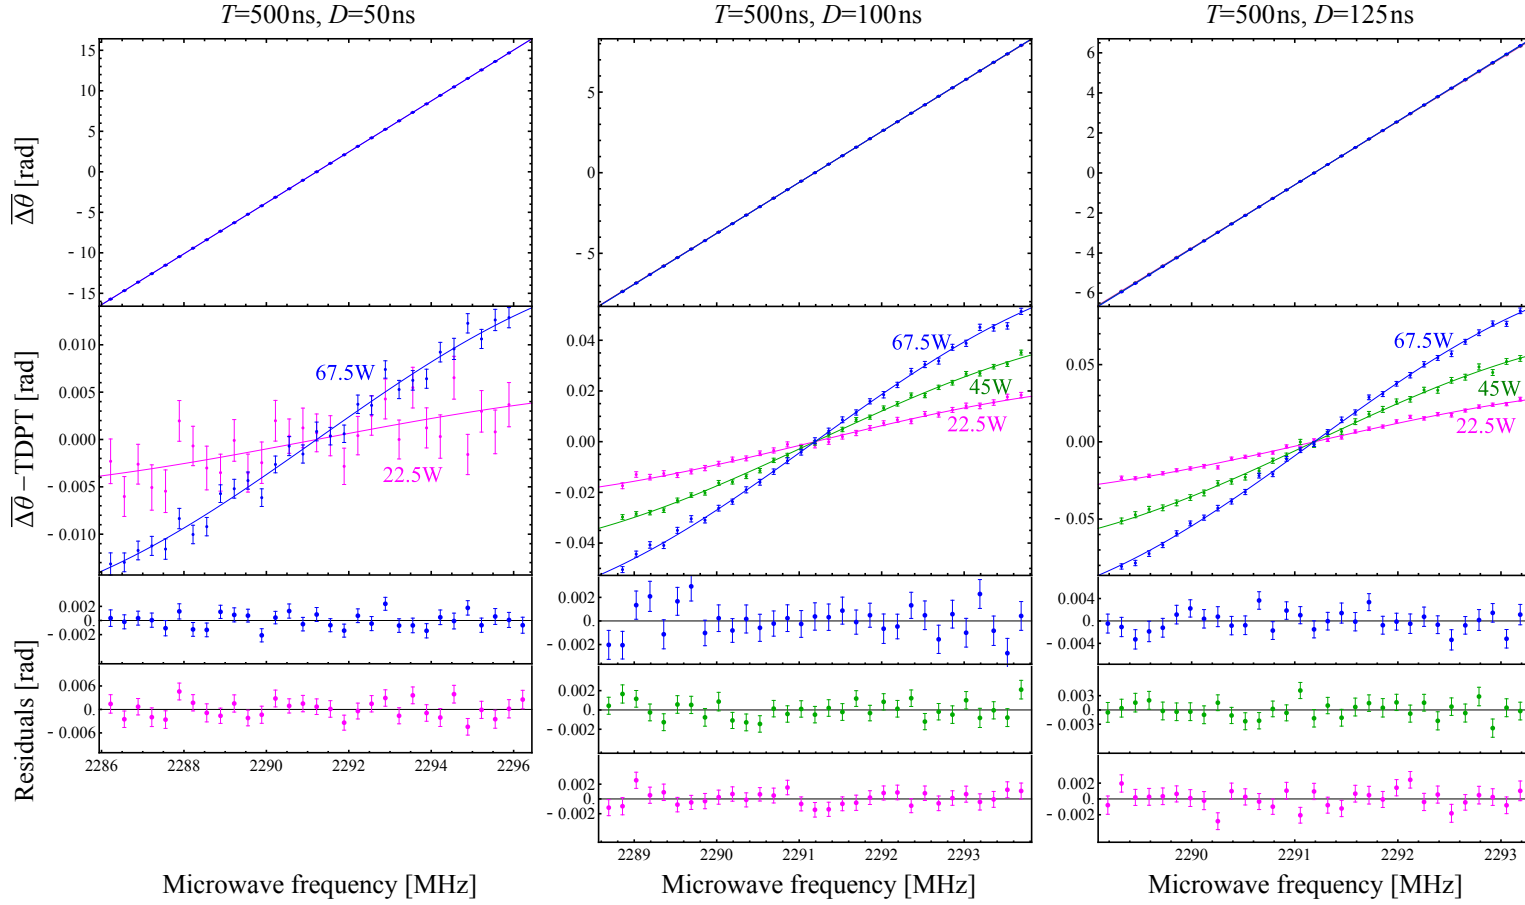 T=500ns, D=50ns
T=500ns, D=100ns
T=500ns, D=125ns
Δθ [rad]
15
10
5
0
- 5
- 10
- 15
5
0
- 5
6
4
2
0
- 2
- 4
- 6
Δθ −TDPT [rad]
0.010
0.005
0.000
- 0.005
- 0.010
67.5W
22.5W
0.04
0.02
0.00
- 0.02
- 0.04
67.5W
45W
22.5W
0.05
0.00
- 0.05
67.5W
45W
22.5W
Residuals [rad]
0.002
0.
- 0.002
0.006
0.
- 0.006
2286 2288 2290 2292 2294 2296
Microwave frequency [MHz]
0.002
0.
- 0.002
0.002
0.
- 0.002
0.002
0.
- 0.002
2289 2290 2291 2292 2293
Microwave frequency [MHz]
0.004
0.
- 0.004
0.003
0.
- 0.003
0.002
0.
- 0.002
2290 2291 2292 2293
Microwave frequency [MHz]